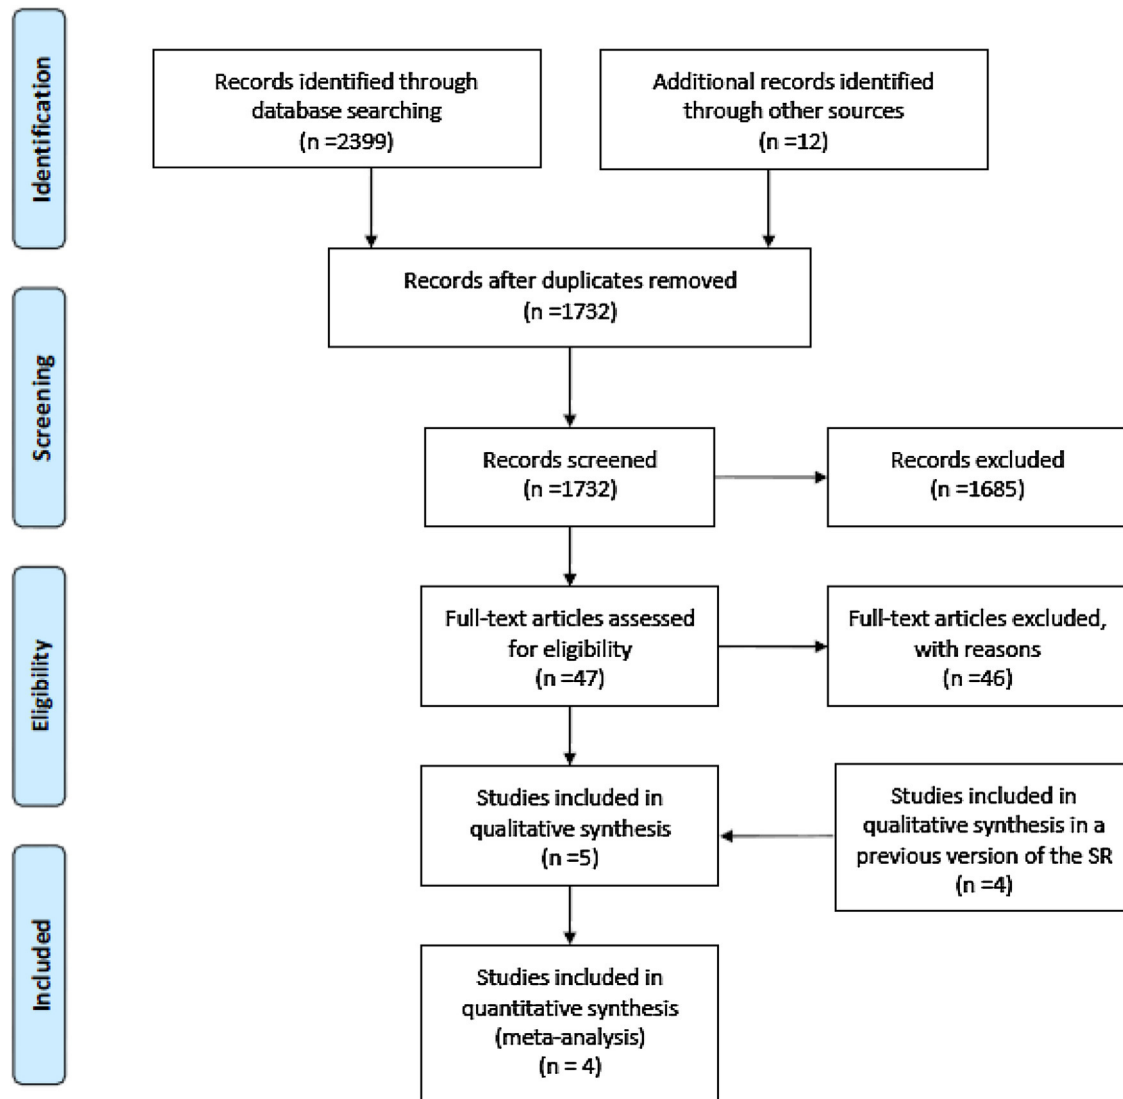 Identification
Records identified through
database searching
(n =2399)
Additional records identified
through other sources
(n =12)
Records after duplicates removed
(n =1732)
Screening
Records screened
(n =1732)
Records excluded
(n =1685)
Eligibility
Full-text articles assessed
for eligibility
(n =47)
Full-text articles excluded,
with reasons
(n =46)
Studies included in
qualitative synthesis
(n =5)
Studies included in
qualitative synthesis in a
previous version of the SR
(n =4)
Included
Studies included in
quantitative synthesis
(meta-analysis)
(n = 4)